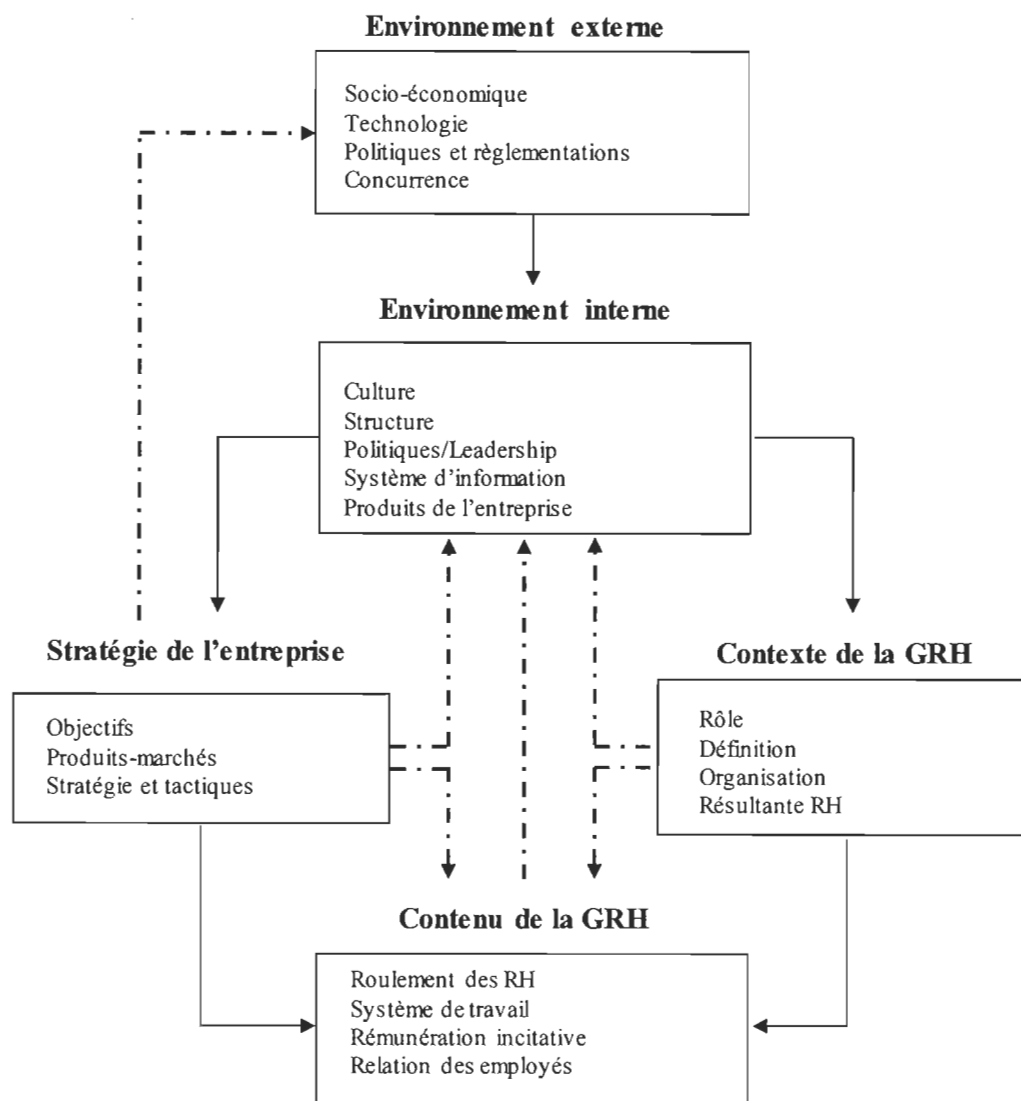 Environnement externe
Socio-économique
Technologie
Politiques et règlementations
Concurrence
Environnement interne
Culture
Structure
Politiques/Leadership
Système d'information
Produits de l'entreprise
Stratégie de l'entreprise
Objectifs
Produits-marchés
Stratégie et tactiques
Contexte de la GRH
Rôle
Définition
Organisation
Résultante RH
Contenu de la GRH
Roulement des RH
Système de travail
Rémunération incitative
Relation des employés